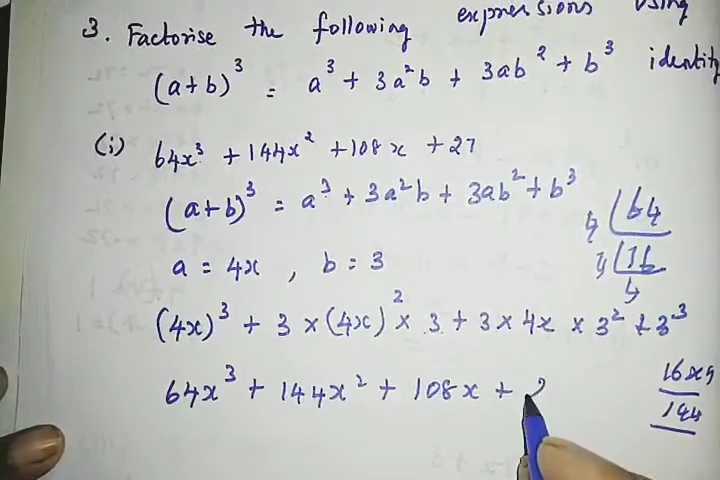 3. Factorise the following expressions using
(a+b)³ = a³ + 3a²b + 3ab² + b³ identity
(i) 64x³ + 144x² + 108x + 27
(a+b)³ = a³ + 3a²b + 3ab² + b³
4 64
4 16
4
a = 4x , b = 3
(4x)³ + 3 × (4x)² × 3 + 3 × 4x × 3² + 3³
64x³ + 144x² + 108x + 2
16×9
144